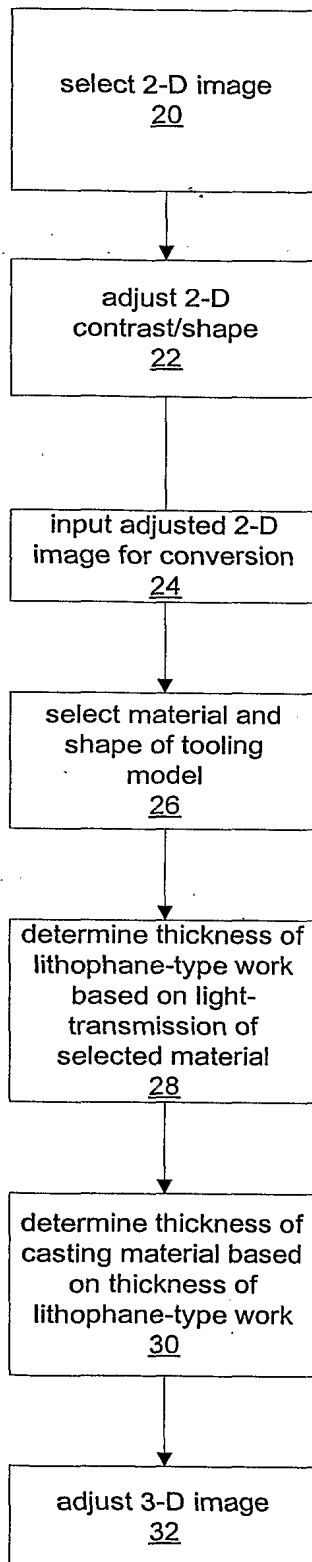 select 2-D image
20
adjust 2-D
contrast/shape
22
input adjusted 2-D
image for conversion
24
select material and
shape of tooling
model
26
determine thickness of
lithophane-type work
based on light-
transmission of
selected material
28
determine thickness of
casting material based
on thickness of
lithophane-type work
30
adjust 3-D image
32